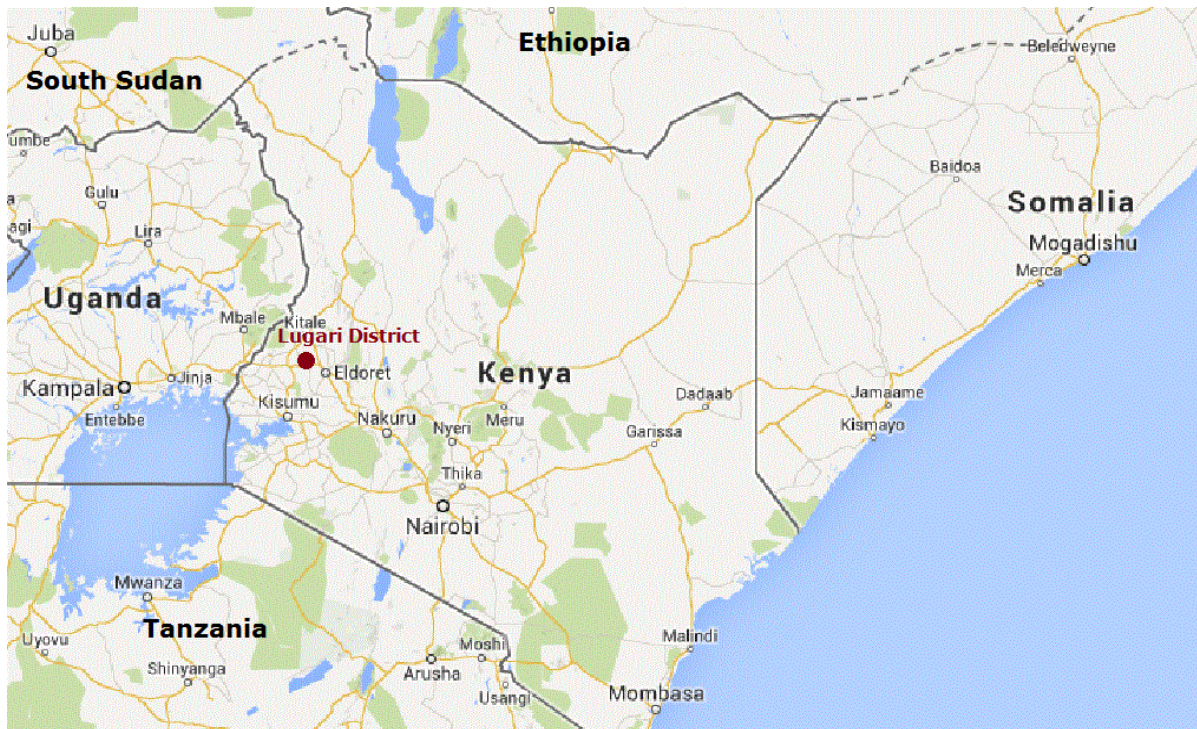 Juba
Ethiopia
Beledweyne
South Sudan
umbe
Baidoa
Gulu
Somalia
agi
Lira
Mogadishu
Merca
Uganda
Mbale
Kitale
Lugari District
Jinja
Eldoret
Kenya
Kampala
Dadaab
Jamaame
Entebbe
Kisumu
Nakuru
Nyeri
Meru
Garissa
Kismayo
Thika
Nairobi
Mwanza
Tanzania
Uyovu
Malindi
Moshi
Shinyanga
Arusha
Usangi
Mombasa